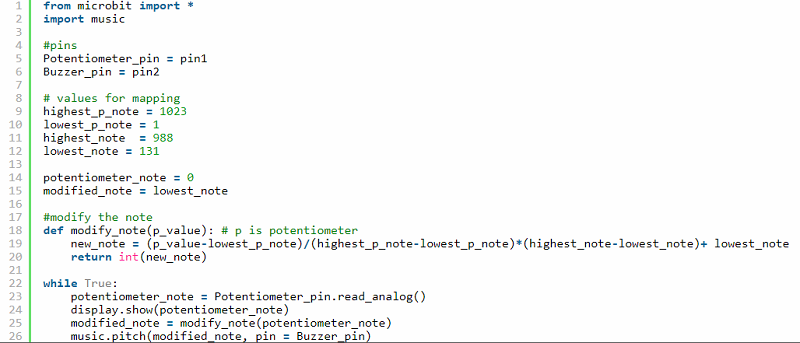 1 from microbit import *
2 import music
3
4 #pins
5 Potentiometer_pin = pin1
6 Buzzer_pin = pin2
7
8 # values for mapping
9 highest_p_note = 1023
10 lowest_p_note = 1
11 highest_note  = 988
12 lowest_note = 131
13
14 potentiometer_note = 0
15 modified_note = lowest_note
16
17 #modify the note
18 def modify_note(p_value): # p is potentiometer
19     new_note = (p_value-lowest_p_note)/(highest_p_note-lowest_p_note)*(highest_note-lowest_note)+ lowest_note
20     return int(new_note)
21
22 while True:
23     potentiometer_note = Potentiometer_pin.read_analog()
24     display.show(potentiometer_note)
25     modified_note = modify_note(potentiometer_note)
26     music.pitch(modified_note, pin = Buzzer_pin)